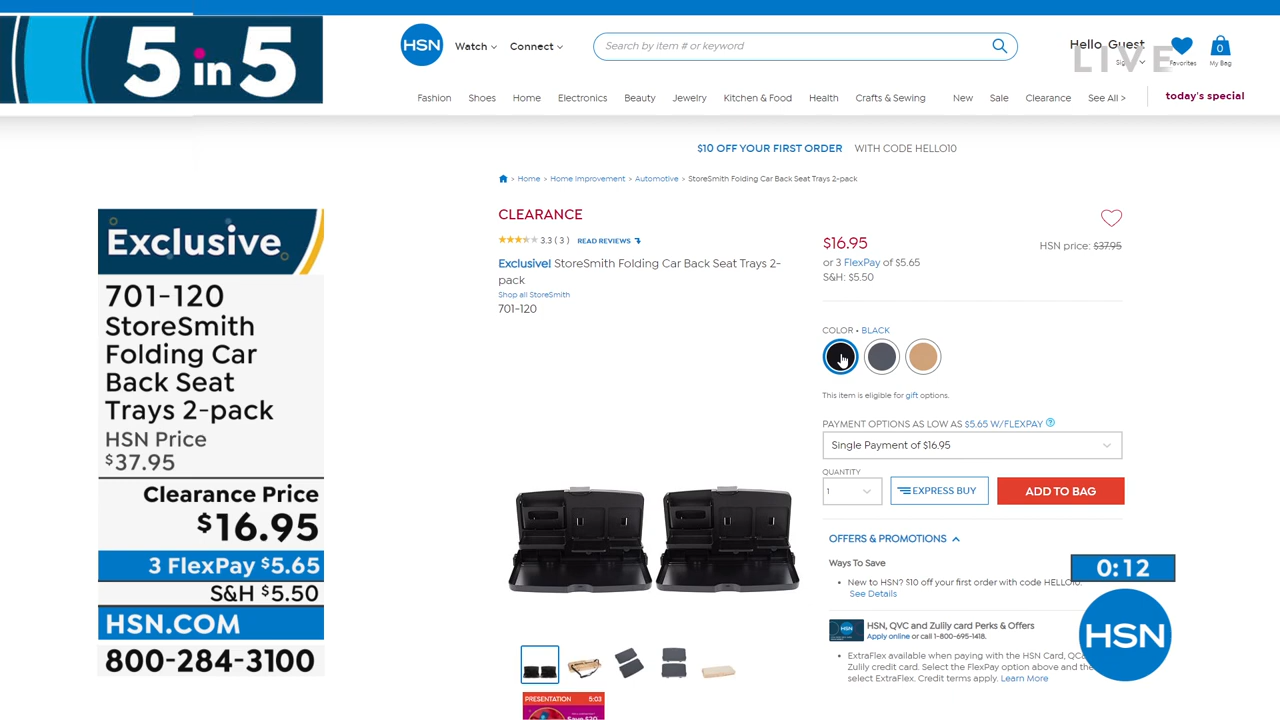 5 in 5
HSN
Watch
Connect
Search by item # or keyword
Hello, Guest
LIVE
Favorites
0
My Bag
Fashion
Shoes
Home
Electronics
Beauty
Jewelry
Kitchen & Food
Health
Crafts & Sewing
New
Sale
Clearance
See All >
today's special
$10 OFF YOUR FIRST ORDER WITH CODE HELLO10
> Home > Home Improvement > Automotive > StoreSmith Folding Car Back Seat Trays 2-pack
Exclusive
701-120
StoreSmith
Folding Car
Back Seat
Trays 2-pack
HSN Price
$37.95
Clearance Price
$16.95
3 FlexPay $5.65
S&H $5.50
HSN.COM
800-284-3100
CLEARANCE
3.3 ( 3 ) READ REVIEWS
Exclusive! StoreSmith Folding Car Back Seat Trays 2-
pack
Shop all StoreSmith
701-120
$16.95
HSN price: $37.95
or 3 FlexPay of $5.65
S&H: $5.50
COLOR • BLACK
This item is eligible for gift options.
PAYMENT OPTIONS AS LOW AS $5.65 W/FLEXPAY ?
Single Payment of $16.95
QUANTITY
1
EXPRESS BUY
ADD TO BAG
OFFERS & PROMOTIONS
Ways To Save
• New to HSN? $10 off your first order with code HELLO10.
See Details
HSN, QVC and Zulily card Perks & Offers
Apply online or call 1-800-695-1418.
• ExtraFlex available when paying with the HSN Card, QCard
Zulily credit card. Select the FlexPay option above and the
select ExtraFlex. Credit terms apply. Learn More
0:12
HSN
PRESENTATION 5:03
Save $20